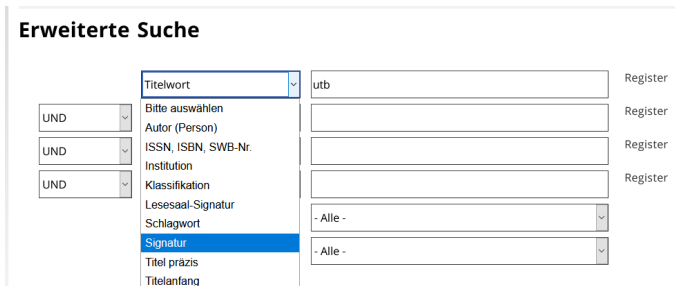 Erweiterte Suche
Titelwort utb Register
Bitte auswählen
UND Register
Autor (Person)
UND ISSN, ISBN, SWB-Nr. Register
Institution
UND Klassifikation Register
Lesesaal-Signatur
Schlagwort - Alle -
Signatur - Alle -
Titel präzis
Titelanfang